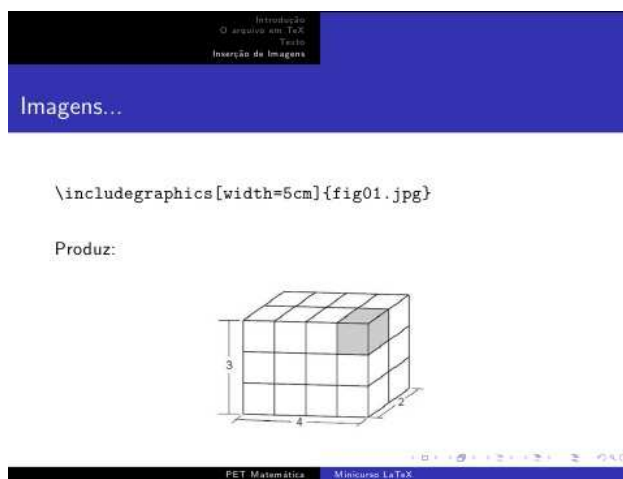 Introdução
O arquivo em TeX
Texto
Inserção de Imagens
Imagens...
\includegraphics[width=5cm]{fig01.jpg}
Produz:
3
2
4
PET Matemática Minicurso LaTeX